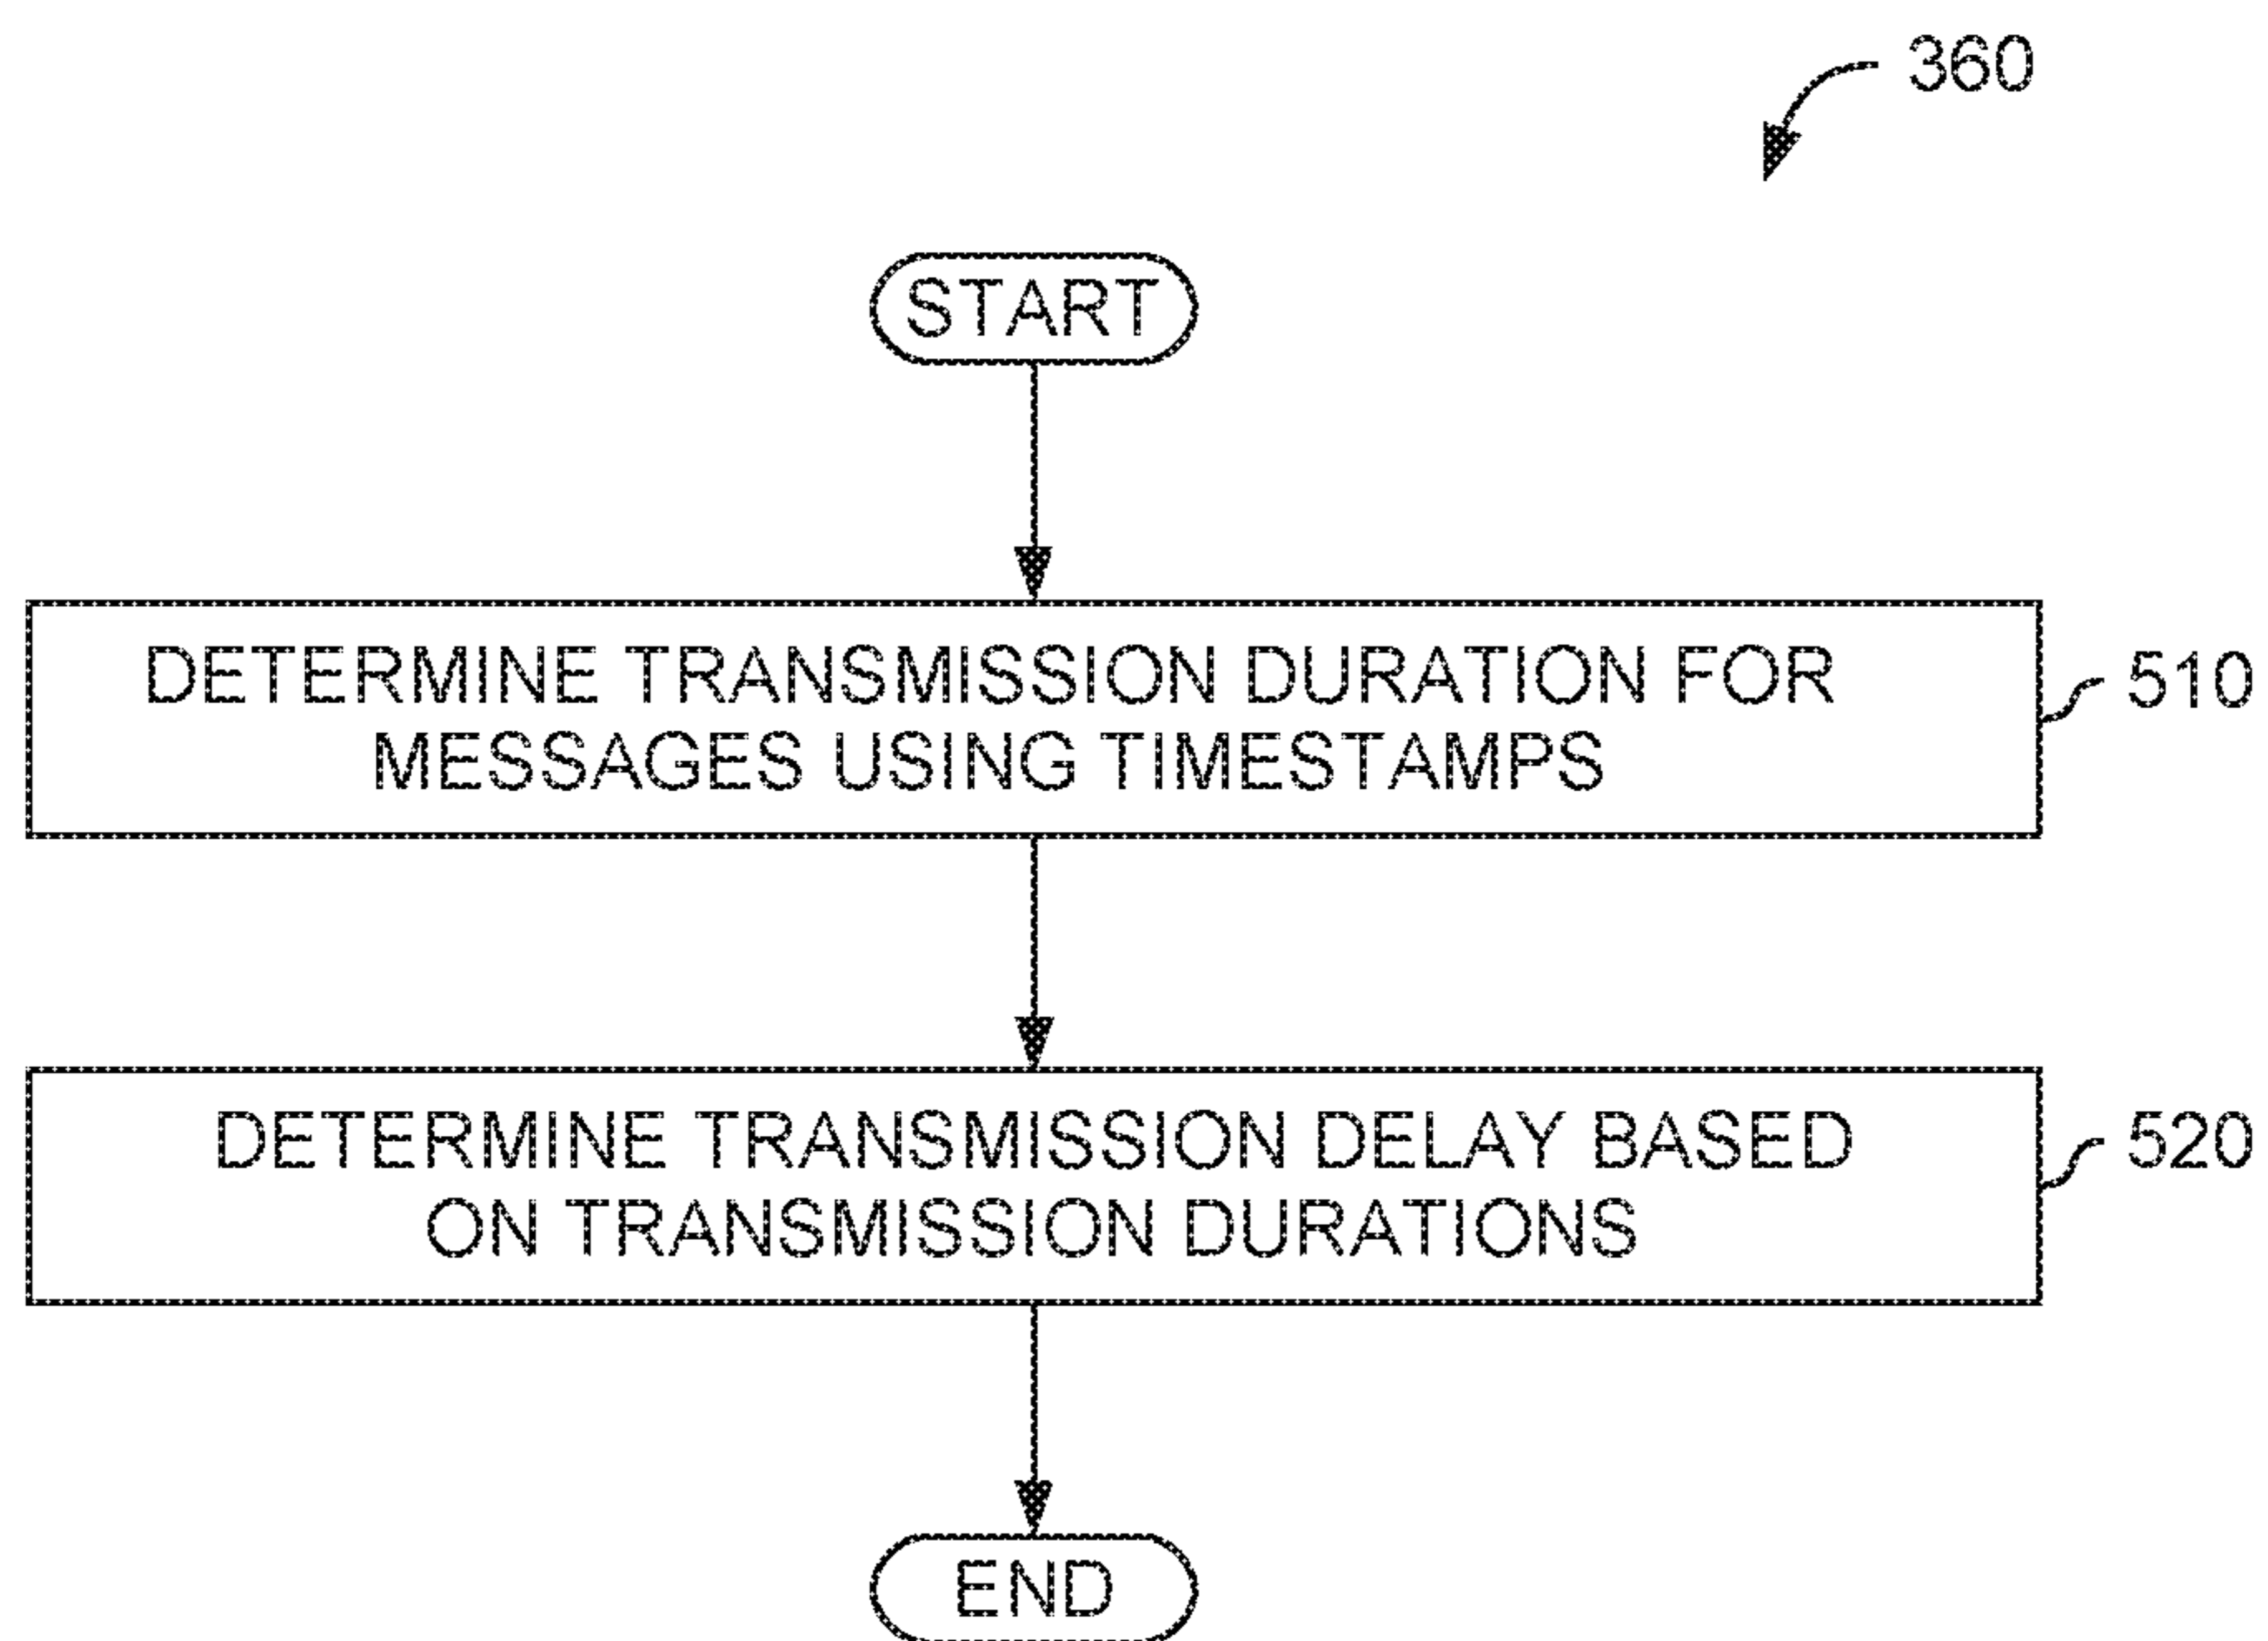 360
START
DETERMINE TRANSMISSION DURATION FOR
MESSAGES USING TIMESTAMPS
510
DETERMINE TRANSMISSION DELAY BASED
ON TRANSMISSION DURATIONS
520
END